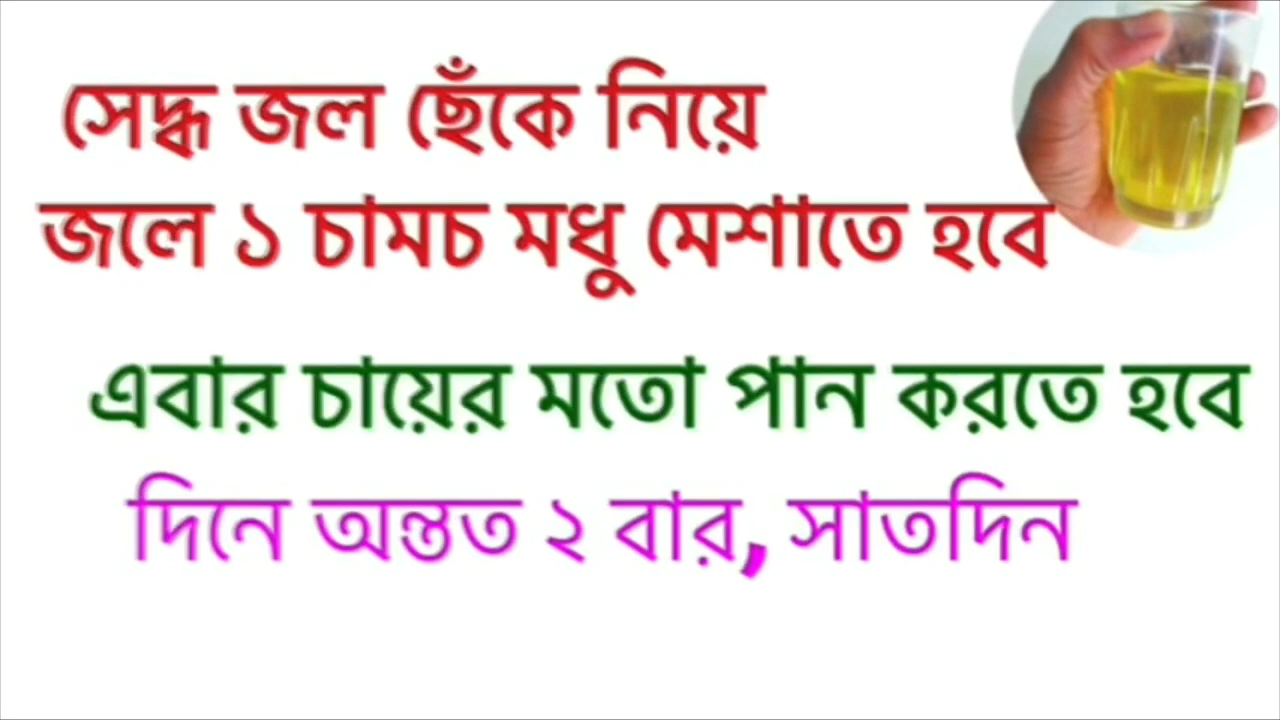 সেদ্ধ জল ছেঁকে নিয়ে
জলে ১ চামচ মধু মেশাতে হবে
এবার চায়ের মতো পান করতে হবে
দিনে অন্তত ২ বার, সাতদিন